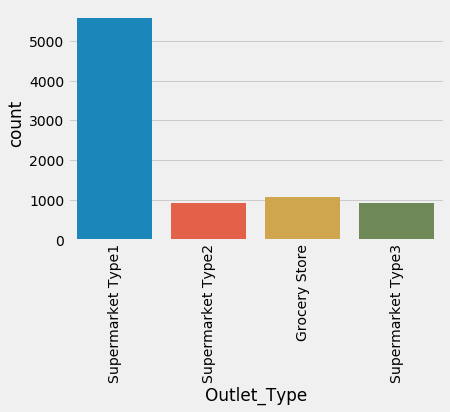 5000
4000
3000
2000
1000
0
count
Supermarket Type1
Supermarket Type2
Grocery Store
Supermarket Type3
Outlet_Type